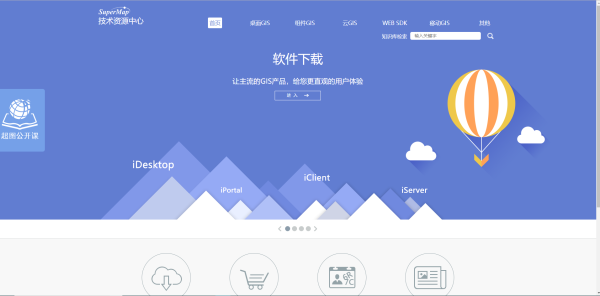 SuperMap
技术资源中心
首页 桌面GIS 组件GIS 云GIS WEB SDK 移动GIS 其他
知识库检索 输入关键字
软件下载
让主流的GIS产品，给您更直观的用户体验
进 入
超图公开课
iDesktop
iClient
iPortal
iServer